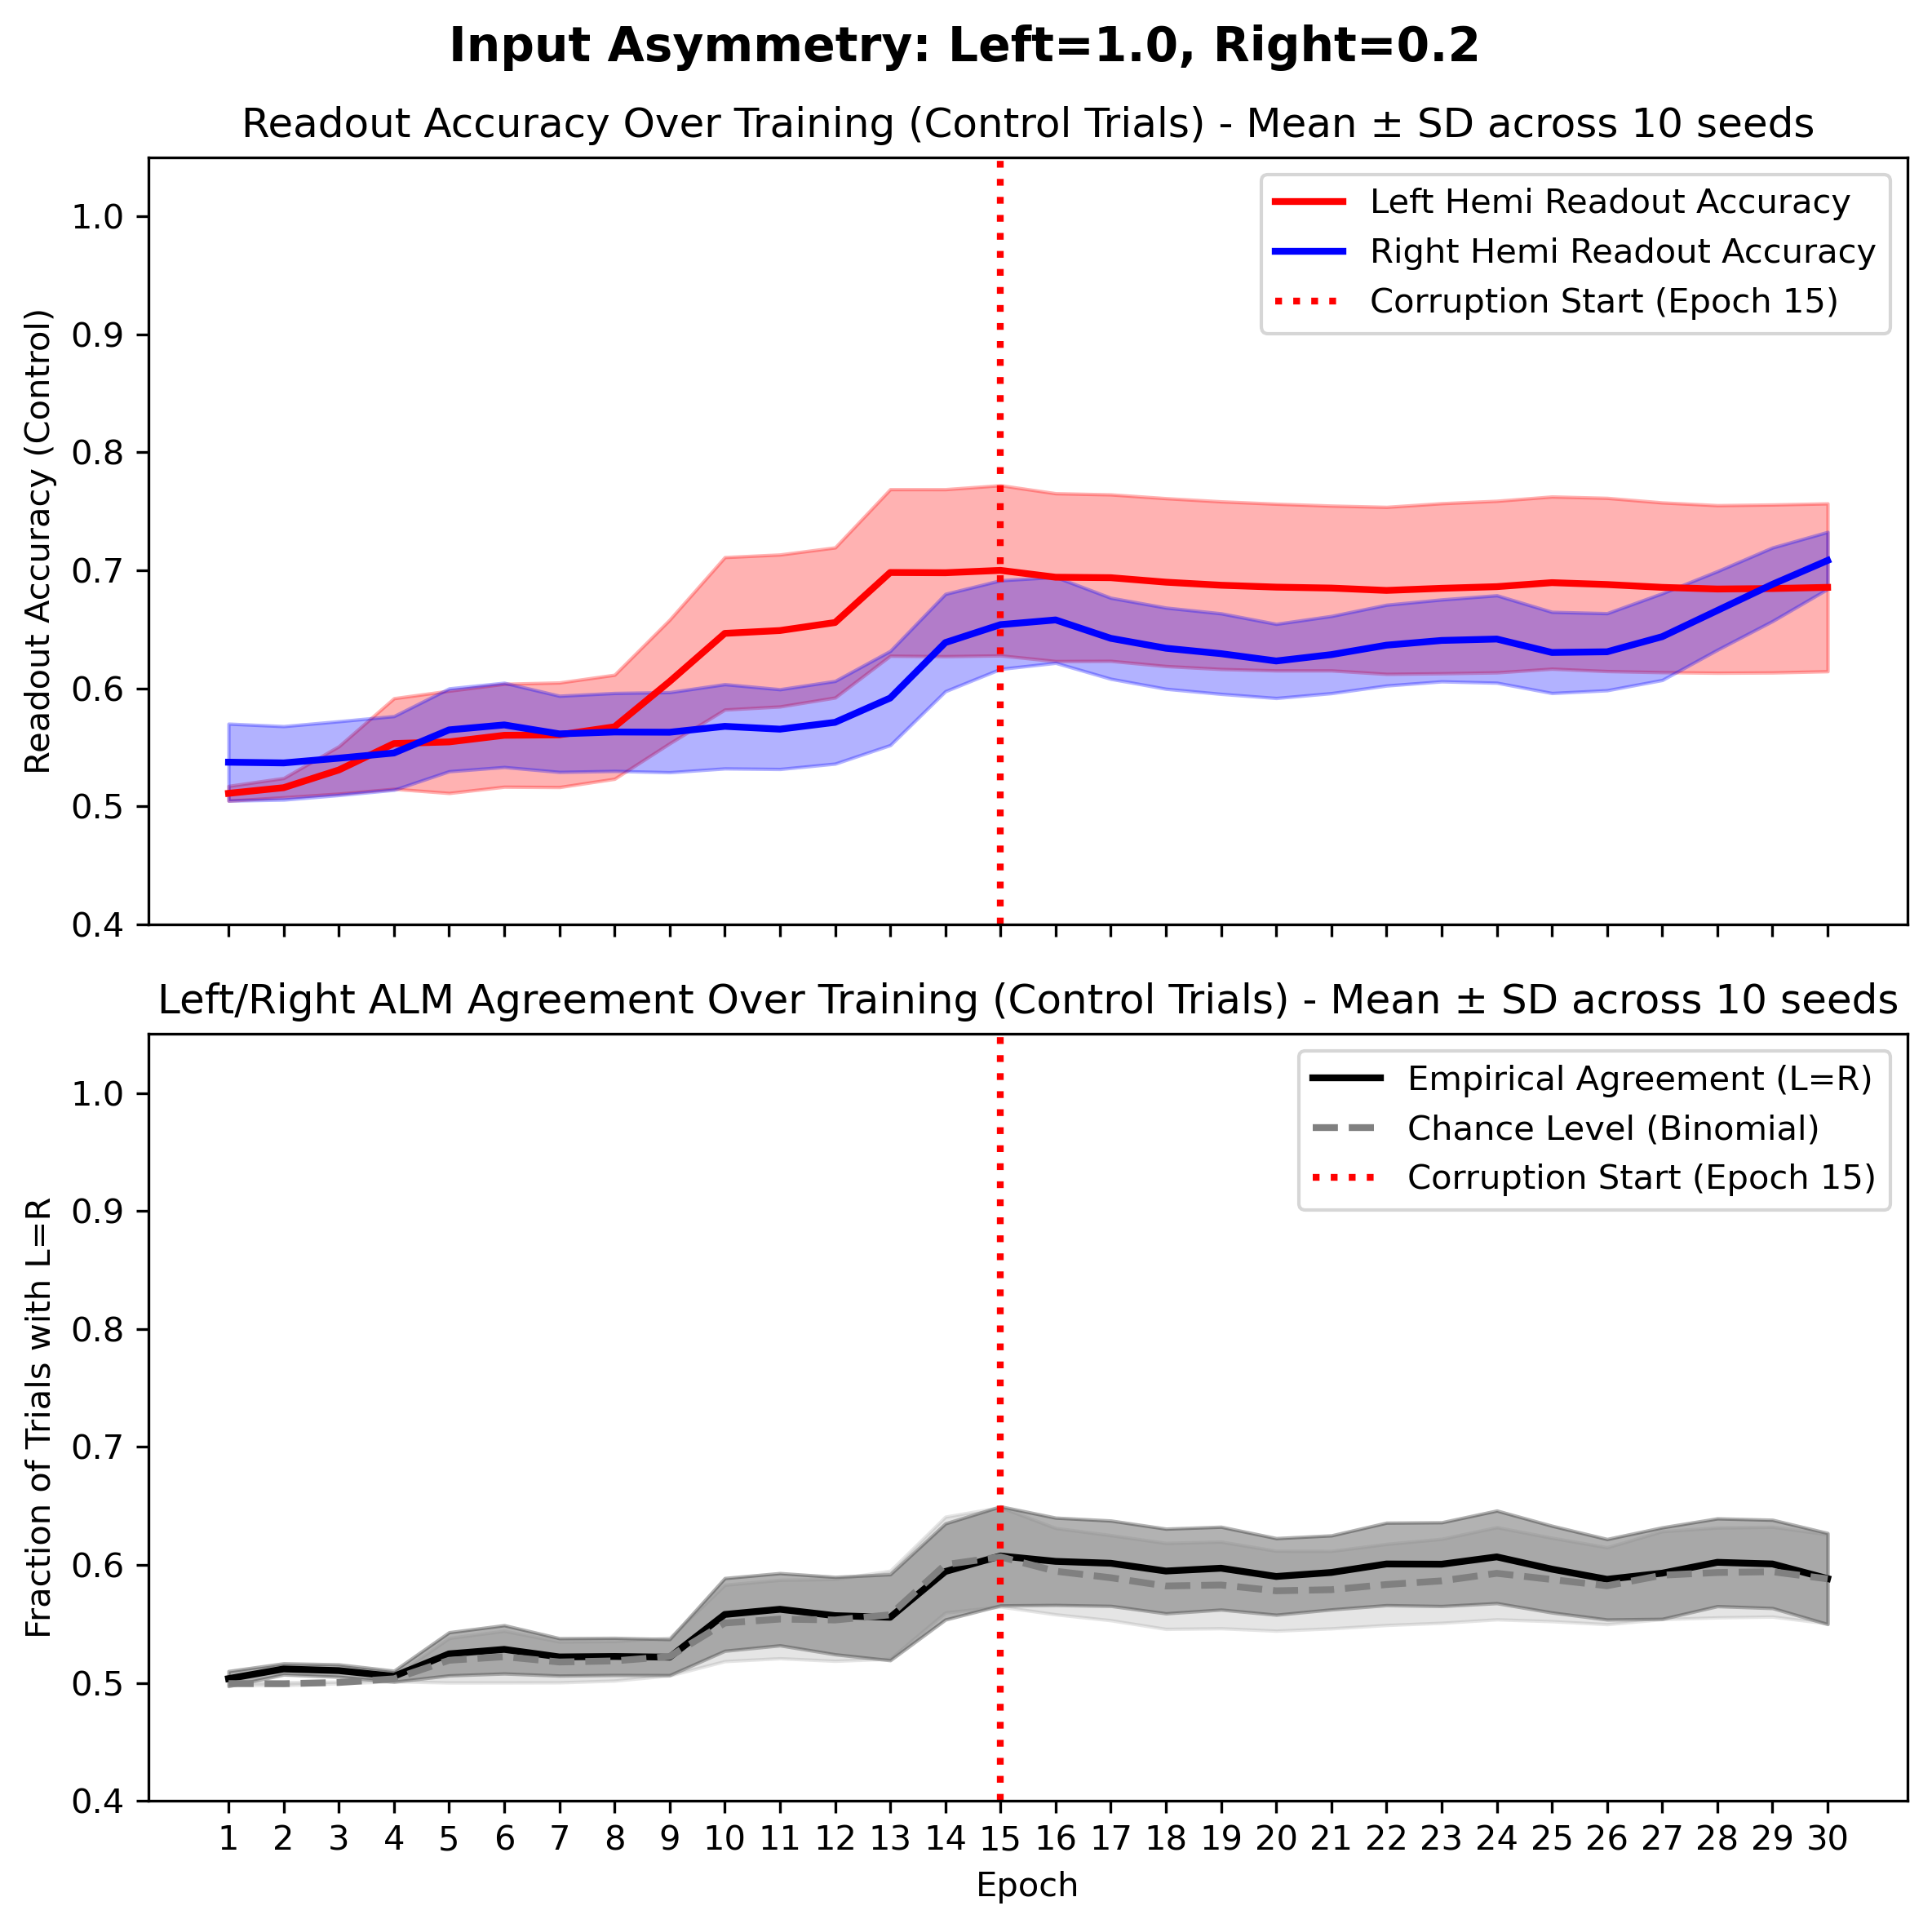 Input Asymmetry: Left=1.0, Right=0.2
Readout Accuracy Over Training (Control Trials) - Mean ± SD across 10 seeds
Readout Accuracy (Control)
1.0
0.9
0.8
0.7
0.6
0.5
0.4
Left Hemi Readout Accuracy
Right Hemi Readout Accuracy
Corruption Start (Epoch 15)
Left/Right ALM Agreement Over Training (Control Trials) - Mean ± SD across 10 seeds
Fraction of Trials with L=R
1.0
0.9
0.8
0.7
0.6
0.5
0.4
Empirical Agreement (L=R)
Chance Level (Binomial)
Corruption Start (Epoch 15)
1 2 3 4 5 6 7 8 9 10 11 12 13 14 15 16 17 18 19 20 21 22 23 24 25 26 27 28 29 30
Epoch